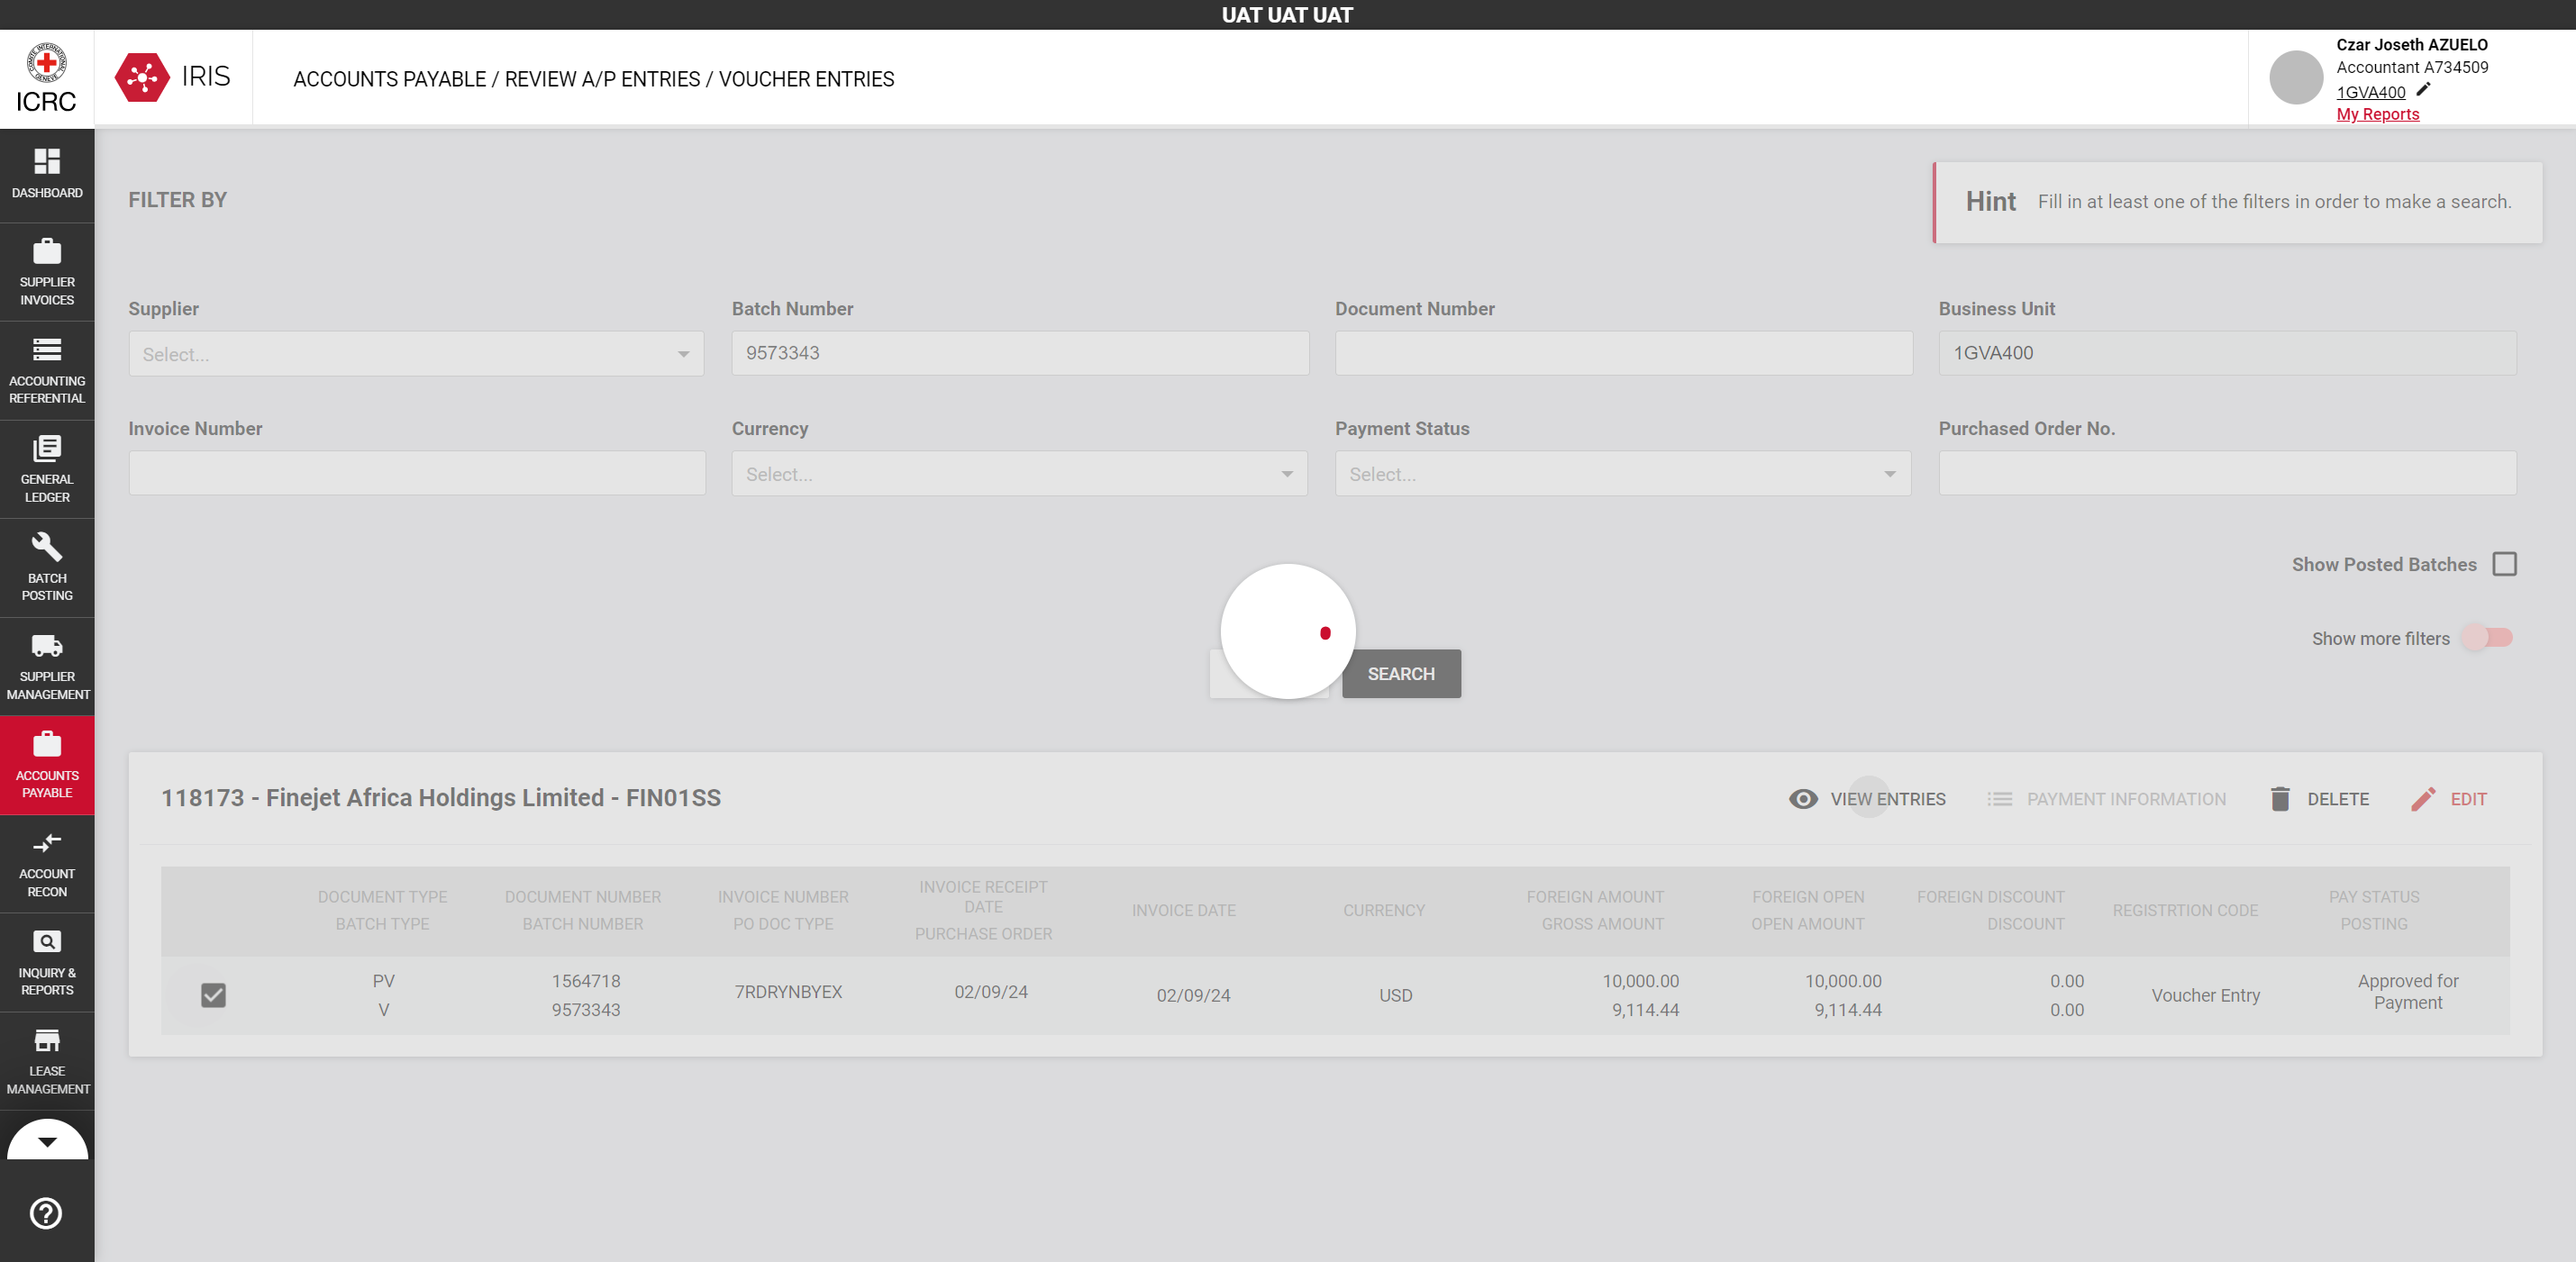 UAT UAT UAT
ICRC
IRIS
ACCOUNTS PAYABLE / REVIEW A/P ENTRIES / VOUCHER ENTRIES
Czar Joseth AZUELO
Accountant A734509
1GVA400
My Reports
DASHBOARD
SUPPLIER
INVOICES
ACCOUNTING
REFERENTIAL
GENERAL
LEDGER
BATCH
POSTING
SUPPLIER
MANAGEMENT
ACCOUNTS
PAYABLE
ACCOUNT
RECON
INQUIRY &
REPORTS
LEASE
MANAGEMENT
FILTER BY
Hint Fill in at least one of the filters in order to make a search.
Supplier Batch Number Document Number Business Unit
Select... 9573343 1GVA400
Invoice Number Currency Payment Status Purchased Order No.
Select... Select...
Show Posted Batches
Show more filters
SEARCH
118173 - Finejet Africa Holdings Limited - FIN01SS
VIEW ENTRIES PAYMENT INFORMATION DELETE EDIT
DOCUMENT TYPE
BATCH TYPE
DOCUMENT NUMBER
BATCH NUMBER
INVOICE NUMBER
PO DOC TYPE
INVOICE RECEIPT
DATE
PURCHASE ORDER
INVOICE DATE
CURRENCY
FOREIGN AMOUNT
GROSS AMOUNT
FOREIGN OPEN
OPEN AMOUNT
FOREIGN DISCOUNT
DISCOUNT
REGISTRTION CODE
PAY STATUS
POSTING
PV
V
1564718
9573343
7RDRYNBYEX
02/09/24
02/09/24
USD
10,000.00
9,114.44
10,000.00
9,114.44
0.00
0.00
Voucher Entry
Approved for
Payment